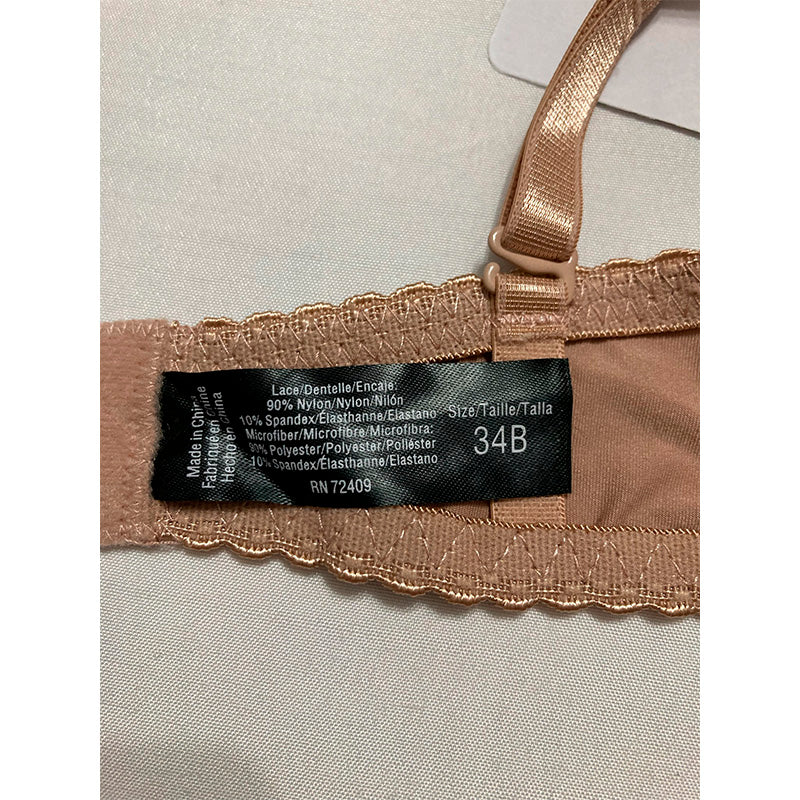 Made in China
Fabriqué en Chine
Hecho en China
Lace/Dentelle/Encaje:
90% Nylon/Nylon/Nilón
10% Spandex/Élasthanne/Elastano
Microfiber/Microfibre/Microfibra:
90% Polyester/Polyester/Poliéster
10% Spandex/Élasthanne/Elastano
RN 72409
Size/Taille/Talla
34B